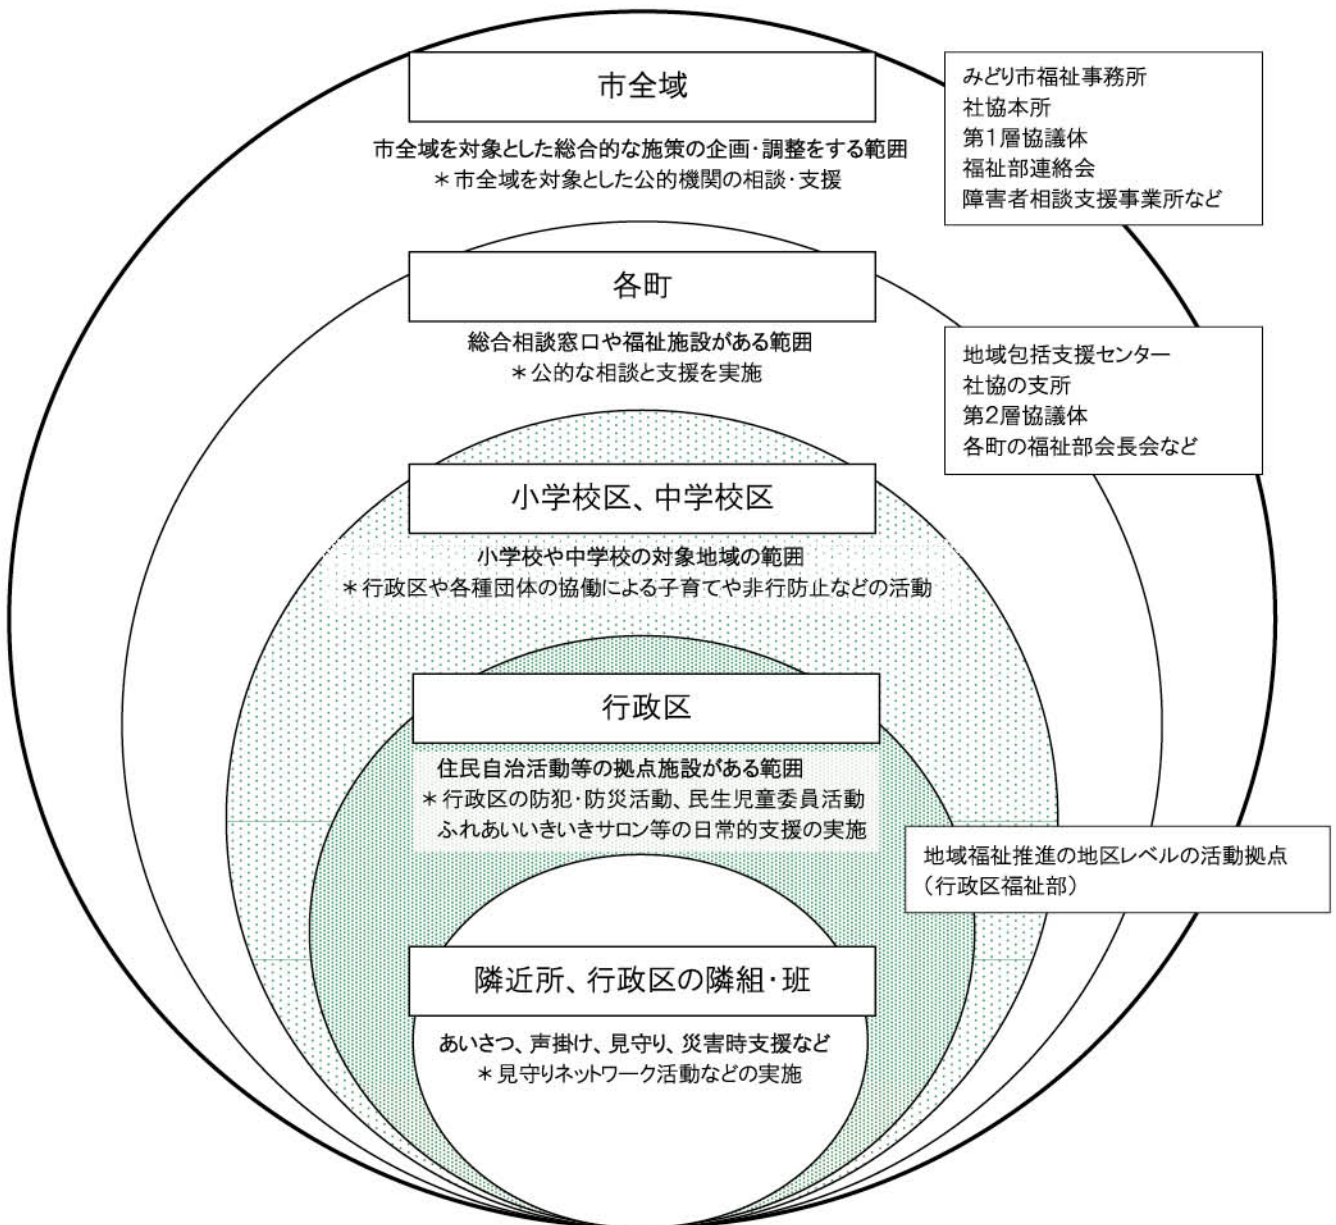 市全域
市全域を対象とした総合的な施策の企画・調整をする範囲
＊市全域を対象とした公的機関の相談・支援
みどり市福祉事務所
社協本所
第1層協議体
福祉部連絡会
障害者相談支援事業所など
各町
総合相談窓口や福祉施設がある範囲
＊公的な相談と支援を実施
地域包括支援センター
社協の支所
第2層協議体
各町の福祉部会長会など
小学校区、中学校区
小学校や中学校の対象地域の範囲
＊行政区や各種団体の協働による子育てや非行防止などの活動
行政区
住民自治活動等の拠点施設がある範囲
＊行政区の防犯・防災活動、民生児童委員活動
ふれあいいきいきサロン等の日常的支援の実施
地域福祉推進の地区レベルの活動拠点
（行政区福祉部）
隣近所、行政区の隣組・班
あいさつ、声掛け、見守り、災害時支援など
＊見守りネットワーク活動などの実施